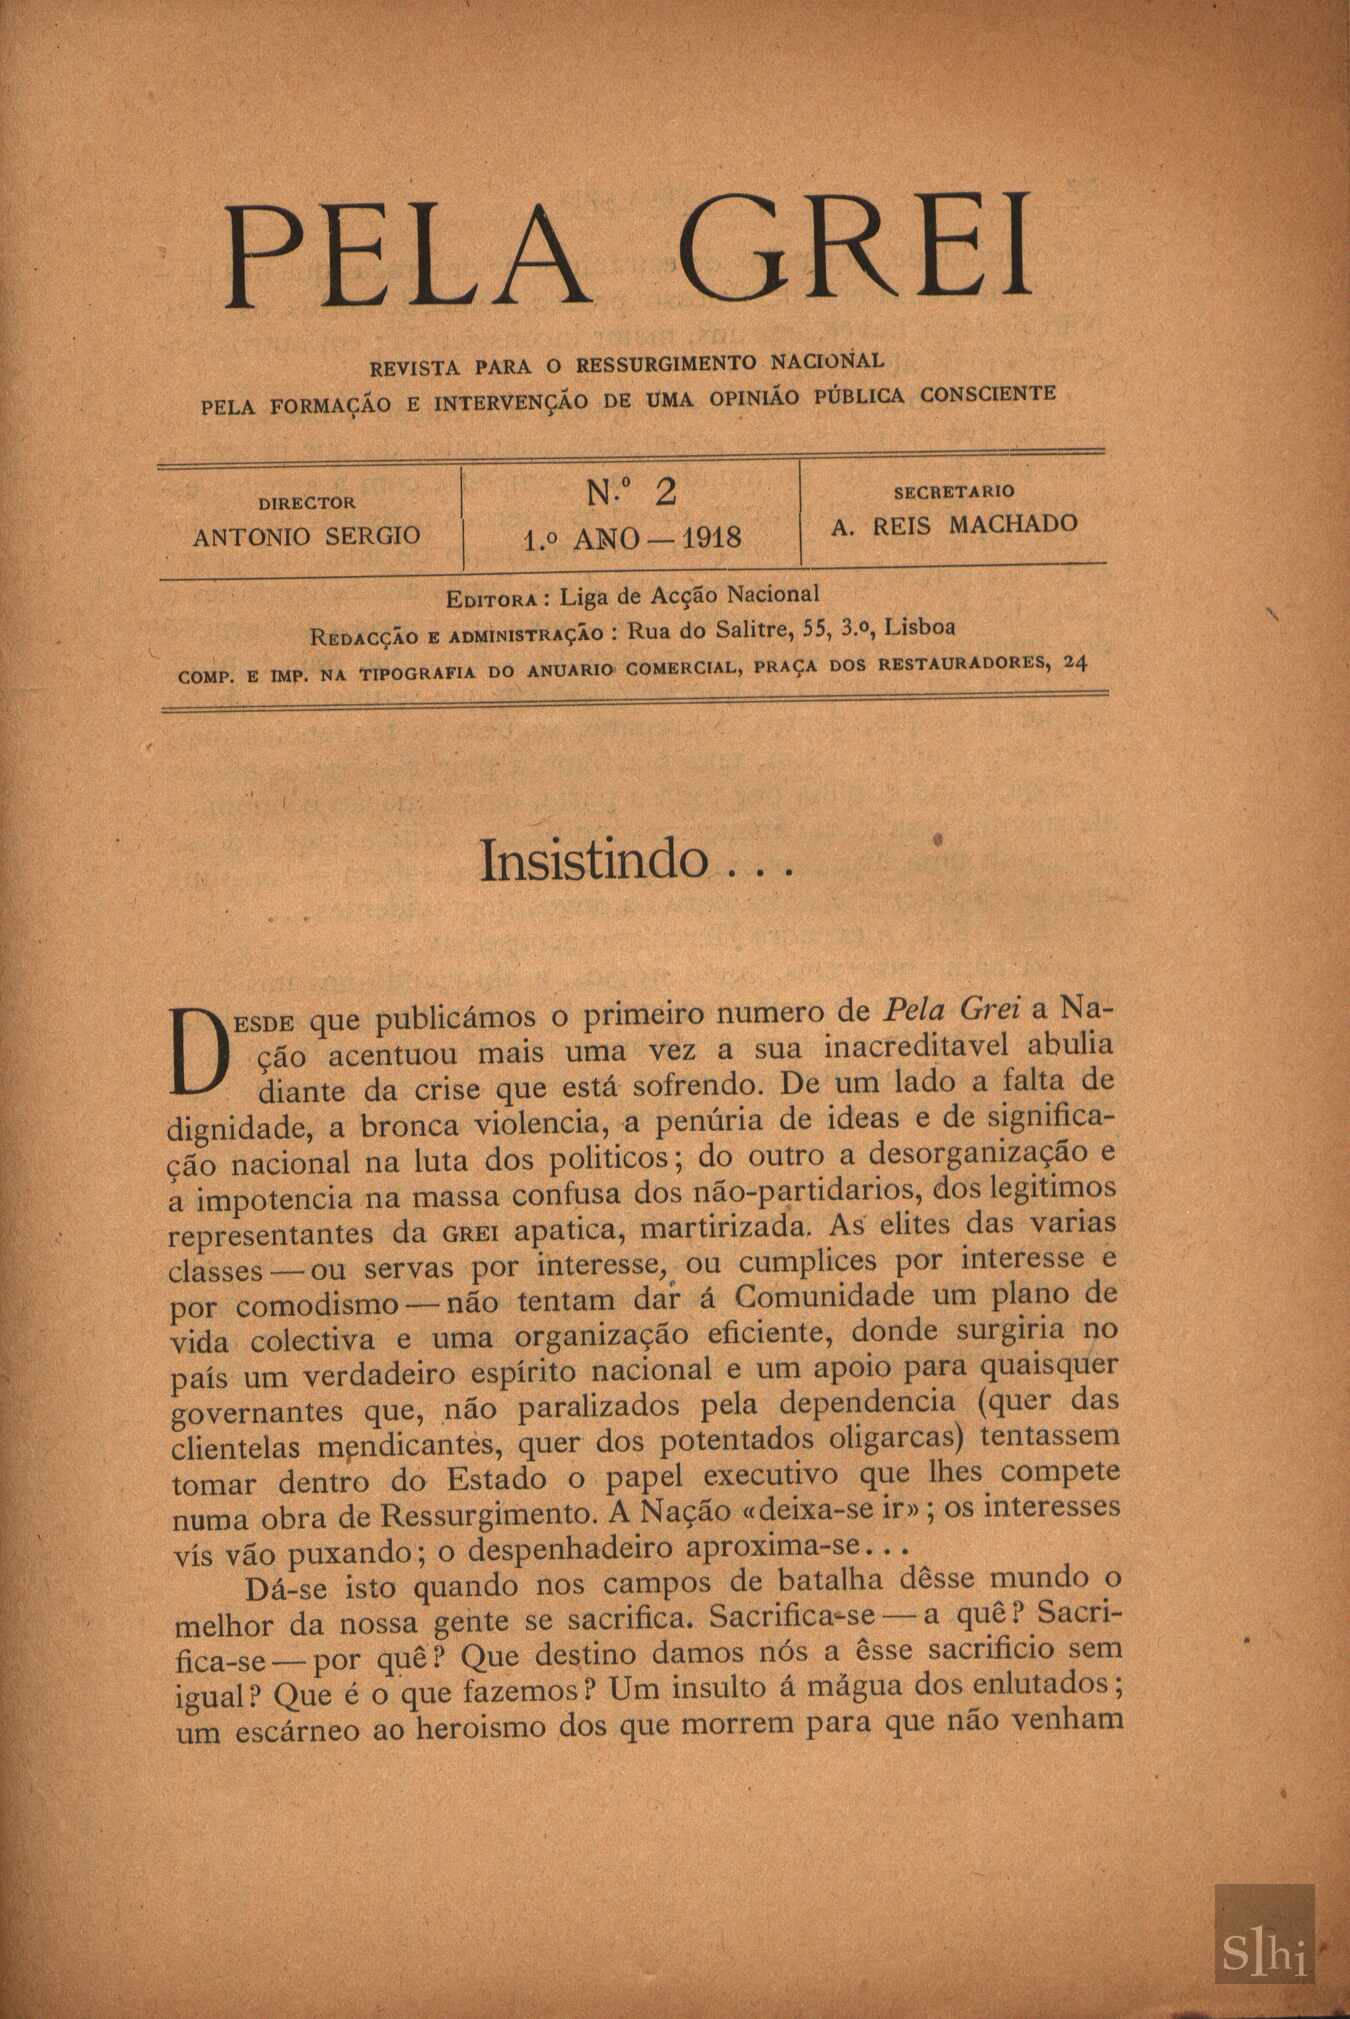 PELA GREI
REVISTA PARA O RESSURGIMENTO NACIONAL
PELA FORMAÇÃO E INTERVENÇÃO DE UMA OPINIÃO PÚBLICA CONSCIENTE
DIRECTOR
ANTONIO SERGIO
N.º 2
1.º ANO — 1918
SECRETARIO
A. REIS MACHADO
EDITORA : Liga de Acção Nacional
REDACÇÃO E ADMINISTRAÇÃO : Rua do Salitre, 55, 3.º, Lisboa
COMP. E IMP. NA TIPOGRAFIA DO ANUARIO COMERCIAL, PRAÇA DOS RESTAURADORES, 24
Insistindo . . .
DESDE que publicámos o primeiro numero de Pela Grei a Na-
ção acentuou mais uma vez a sua inacreditavel abulia
diante da crise que está sofrendo. De um lado a falta de
dignidade, a bronca violencia, a penúria de ideas e de significa-
ção nacional na luta dos politicos; do outro a desorganização e
a impotencia na massa confusa dos não-partidarios, dos legitimos
representantes da GREI apatica, martirizada. As elites das varias
classes — ou servas por interesse, ou cumplices por interesse e
por comodismo — não tentam dar á Comunidade um plano de
vida colectiva e uma organização eficiente, donde surgiria no
país um verdadeiro espírito nacional e um apoio para quaisquer
governantes que, não paralizados pela dependencia (quer das
clientelas mendicantes, quer dos potentados oligarcas) tentassem
tomar dentro do Estado o papel executivo que lhes compete
numa obra de Ressurgimento. A Nação «deixa-se ir»; os interesses
vís vão puxando; o despenhadeiro aproxima-se. . .
Dá-se isto quando nos campos de batalha dêsse mundo o
melhor da nossa gente se sacrifica. Sacrifica-se — a quê? Sacri-
fica-se — por quê? Que destino damos nós a êsse sacrificio sem
igual? Que é o que fazemos? Um insulto á mágua dos enlutados;
um escárneo ao heroismo dos que morrem para que não venham
slhi